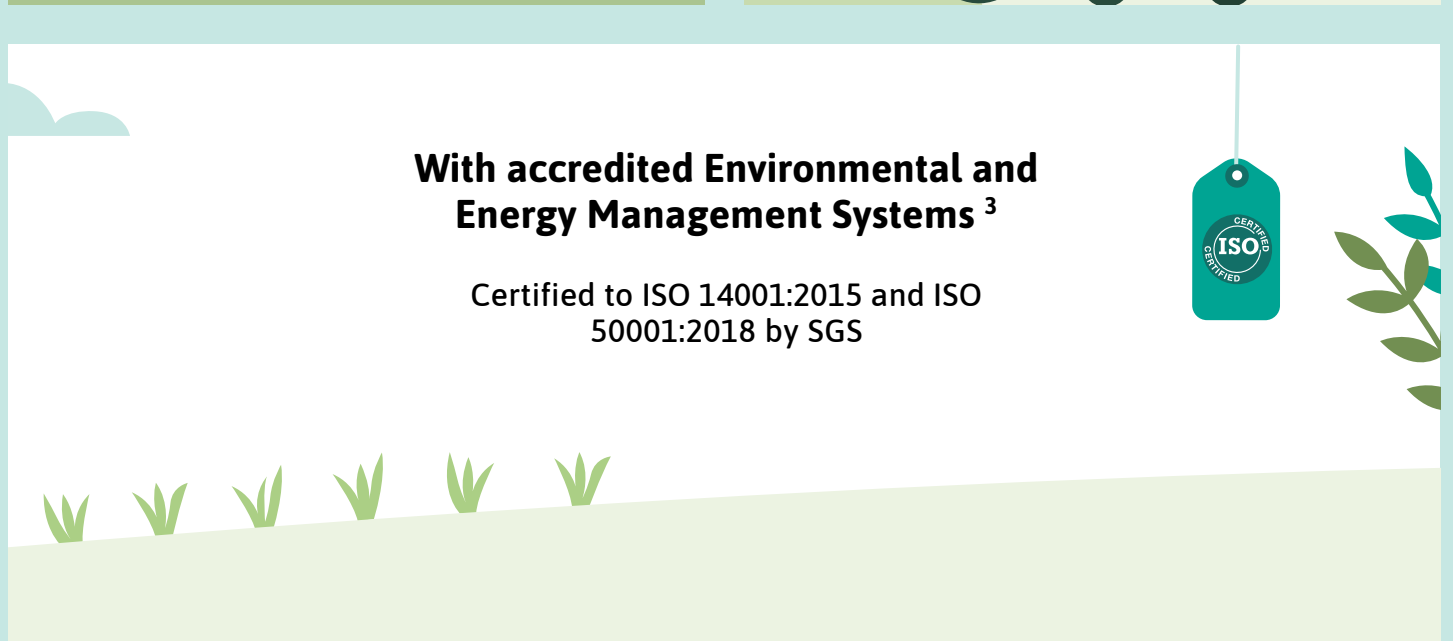 With accredited Environmental and
Energy Management Systems ³
Certified to ISO 14001:2015 and ISO
50001:2018 by SGS
CERTIFIED
ISO
CERTIFIED